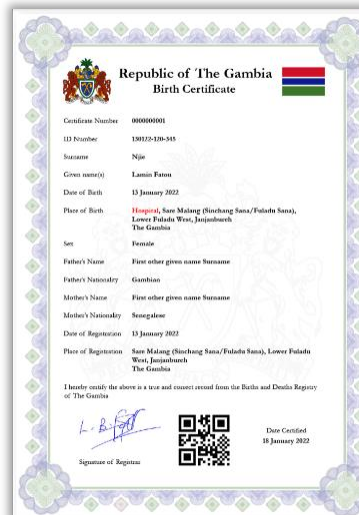 Republic of The Gambia
Birth Certificate
Certificate Number 0000000001
ID Number 130122-120-345
Surname Njie
Given name(s) Lamin Fatou
Date of Birth 13 January 2022
Place of Birth Hospital, Sare Malang (Sinchang Sana/Fuladu Sana),
Lower Fuladu West, Janjanbureh
The Gambia
Sex Female
Father's Name First other given name Surname
Father's Nationality Gambian
Mother's Name First other given name Surname
Mother's Nationality Senegalese
Date of Registration 13 January 2022
Place of Registration Sare Malang (Sinchang Sana/Fuladu Sana), Lower Fuladu
West, Janjanbureh
The Gambia
I hereby certify the above is a true and correct record from the Births and Deaths Registry
of The Gambia
Date Certified
18 January 2022
Signature of Registrar